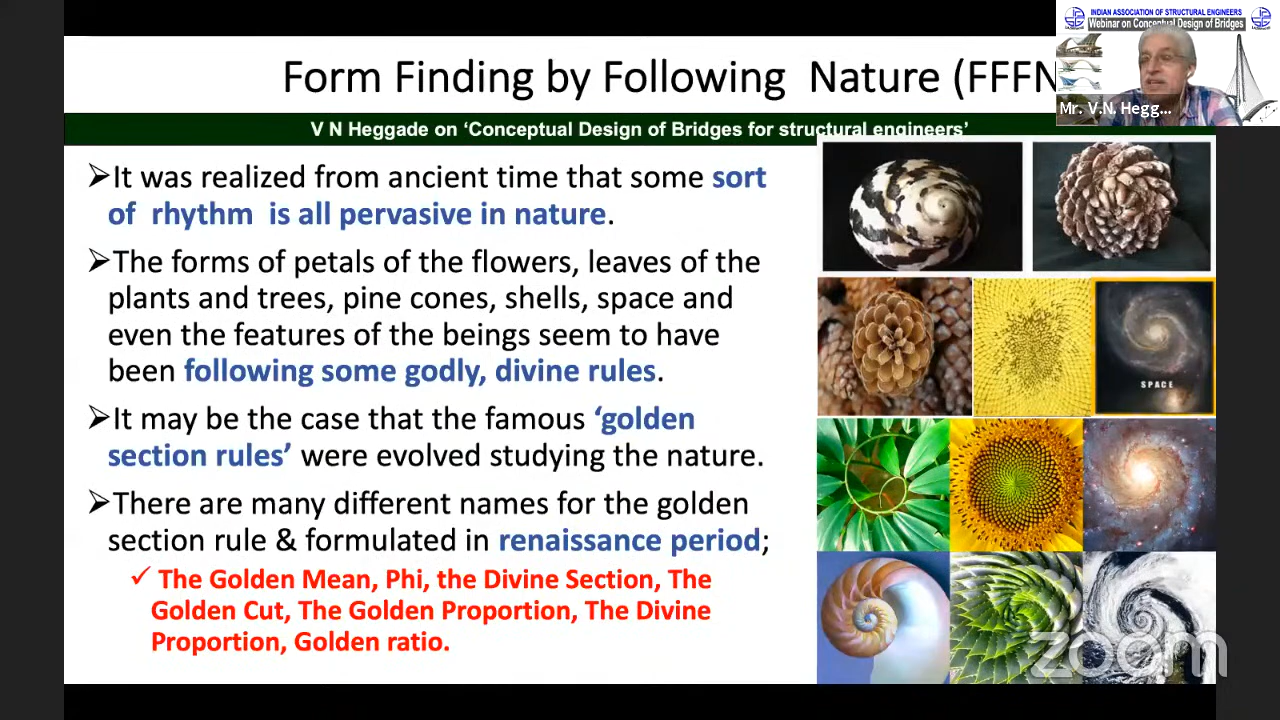 INDIAN ASSOCIATION OF STRUCTURAL ENGINEERS
Webinar on Conceptual Design of Bridges
Form Finding by Following Nature (FFFN
Mr. V.N. Hegg...
V N Heggade on ‘Conceptual Design of Bridges for structural engineers’
➢It was realized from ancient time that some sort
of rhythm is all pervasive in nature.
➢The forms of petals of the flowers, leaves of the
plants and trees, pine cones, shells, space and
even the features of the beings seem to have
been following some godly, divine rules.
➢It may be the case that the famous ‘golden
section rules’ were evolved studying the nature.
➢There are many different names for the golden
section rule & formulated in renaissance period;
✓ The Golden Mean, Phi, the Divine Section, The
Golden Cut, The Golden Proportion, The Divine
Proportion, Golden ratio.
SPACE
zoom